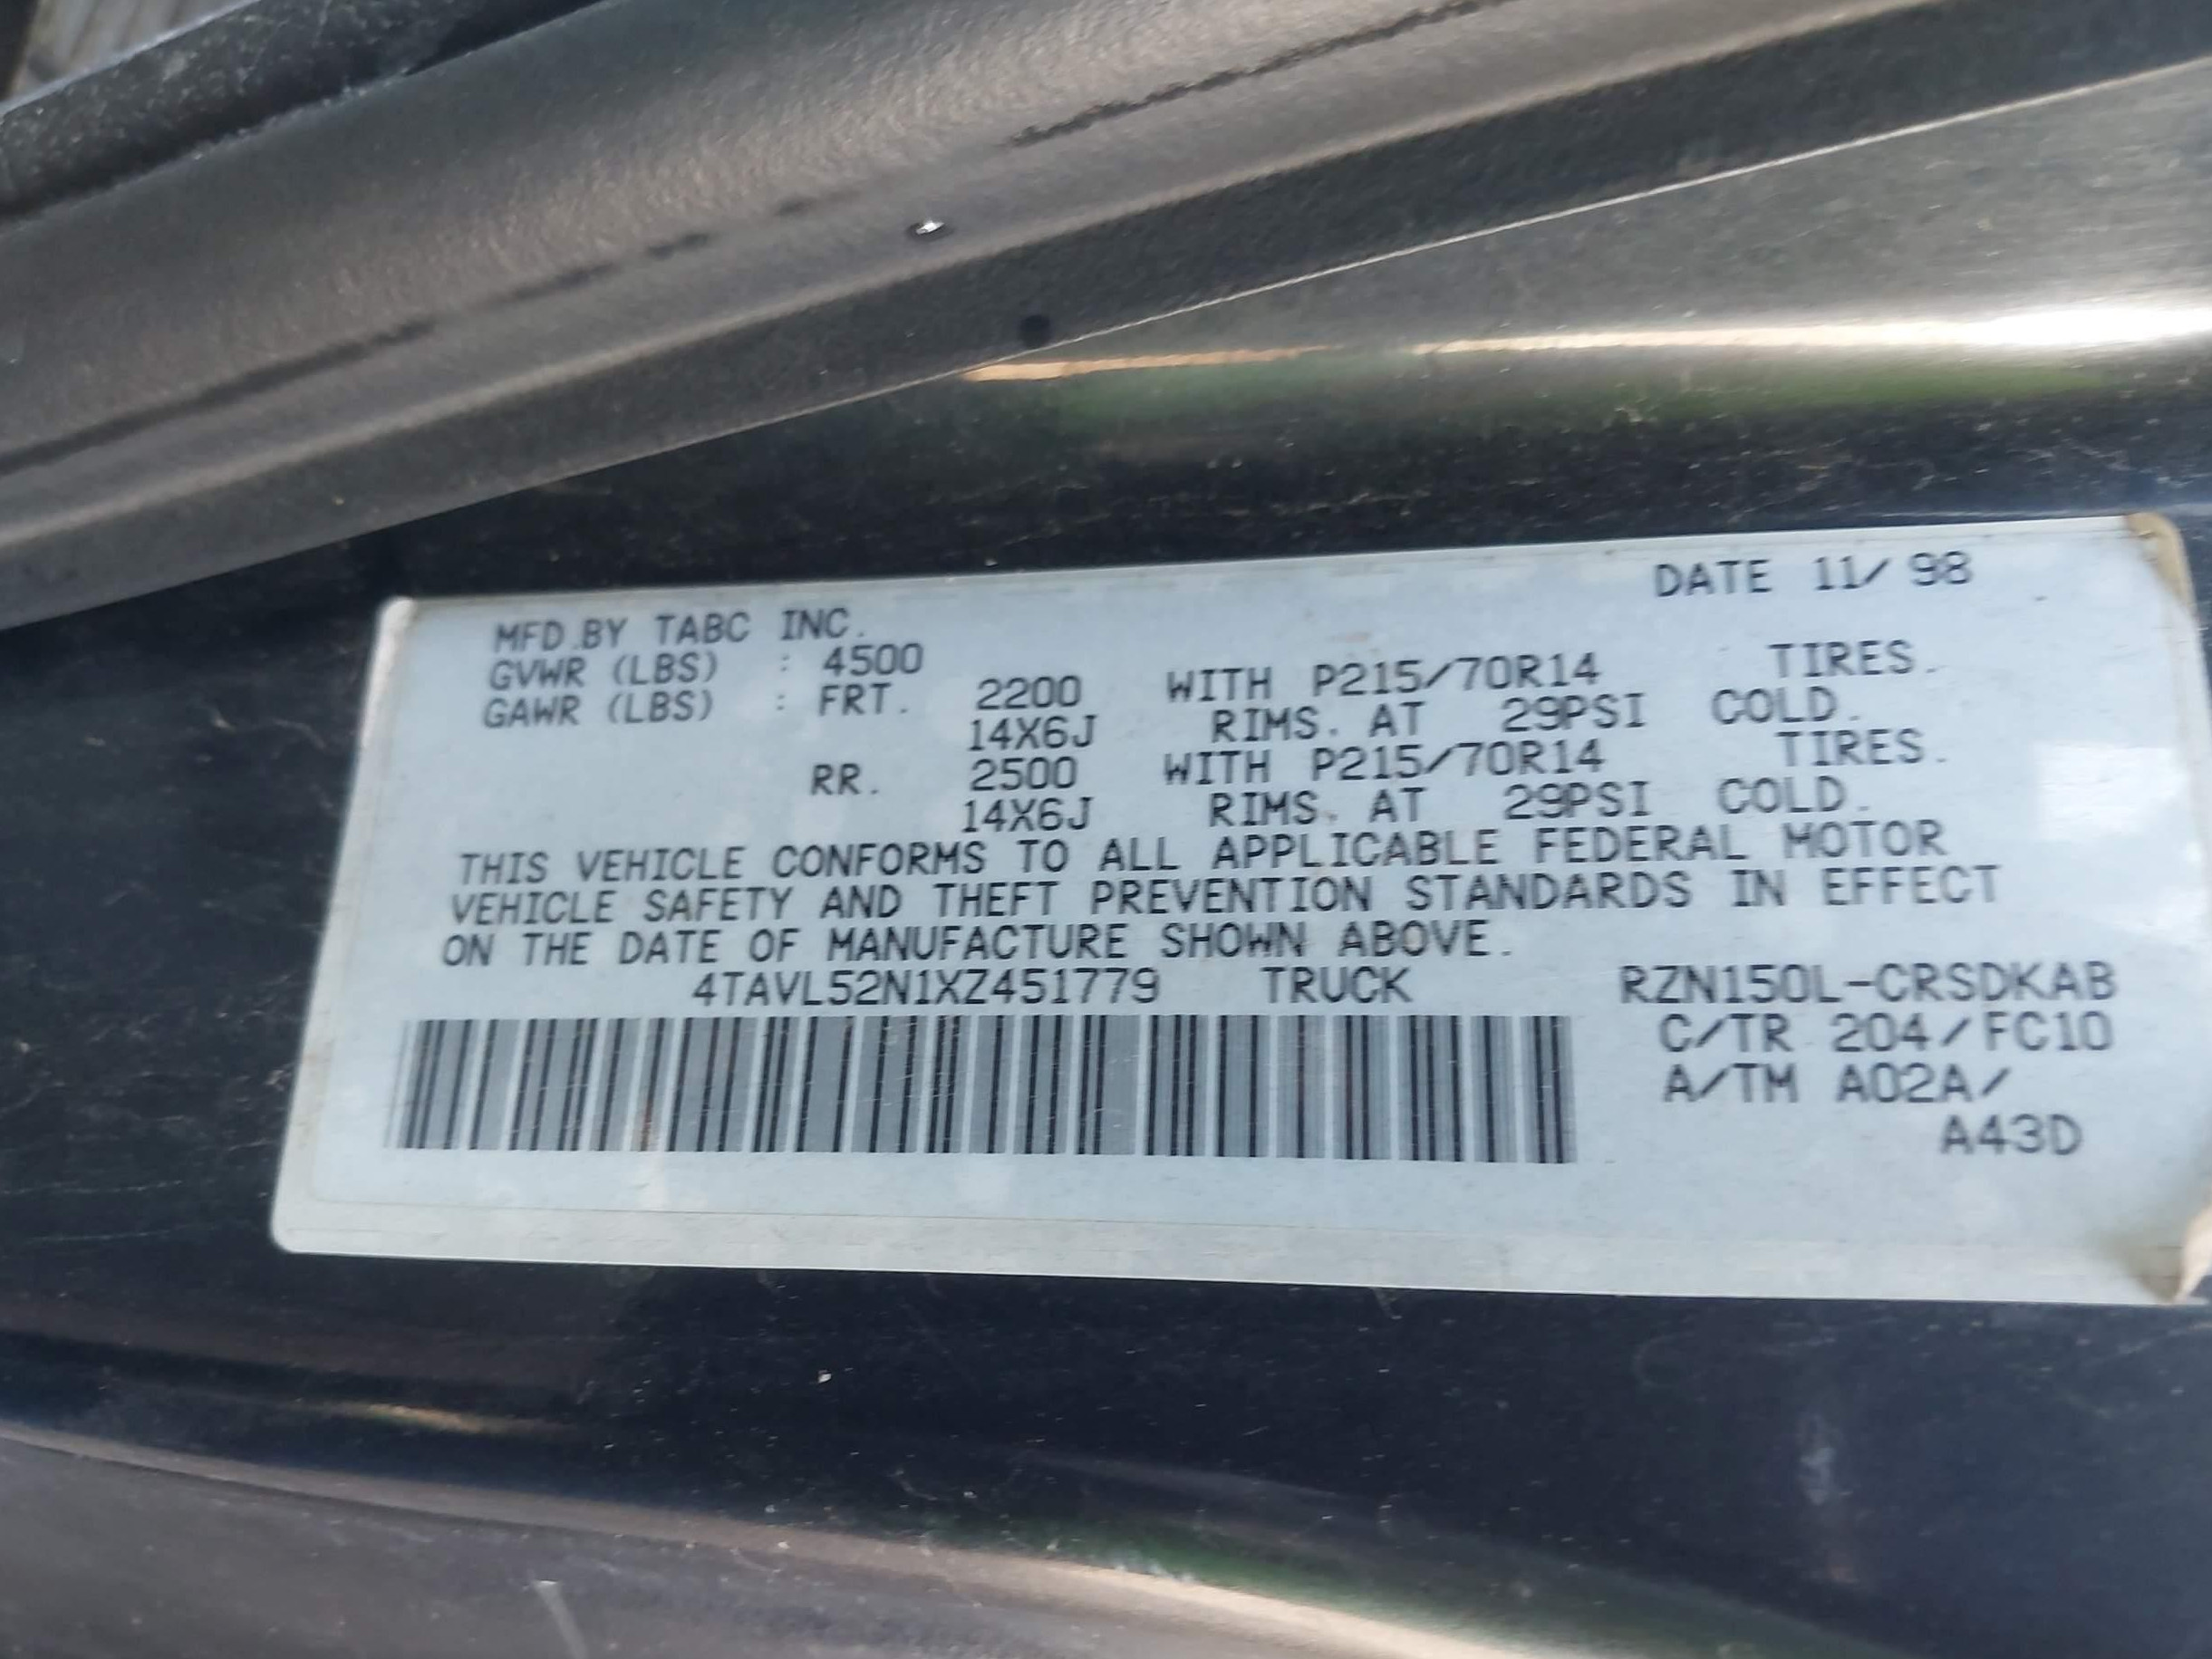 DATE 11/ 98
MFD.BY TABC INC.
GVWR (LBS) : 4500
GAWR (LBS) : FRT. 2200 WITH P215/70R14 TIRES.
14X6J RIMS. AT 29PSI COLD.
RR. 2500 WITH P215/70R14 TIRES.
14X6J RIMS. AT 29PSI COLD.
THIS VEHICLE CONFORMS TO ALL APPLICABLE FEDERAL MOTOR
VEHICLE SAFETY AND THEFT PREVENTION STANDARDS IN EFFECT
ON THE DATE OF MANUFACTURE SHOWN ABOVE.
4TAVL52N1XZ451779 TRUCK RZN150L-CRSDKAB
C/TR 204/FC10
A/TM A02A/
A43D